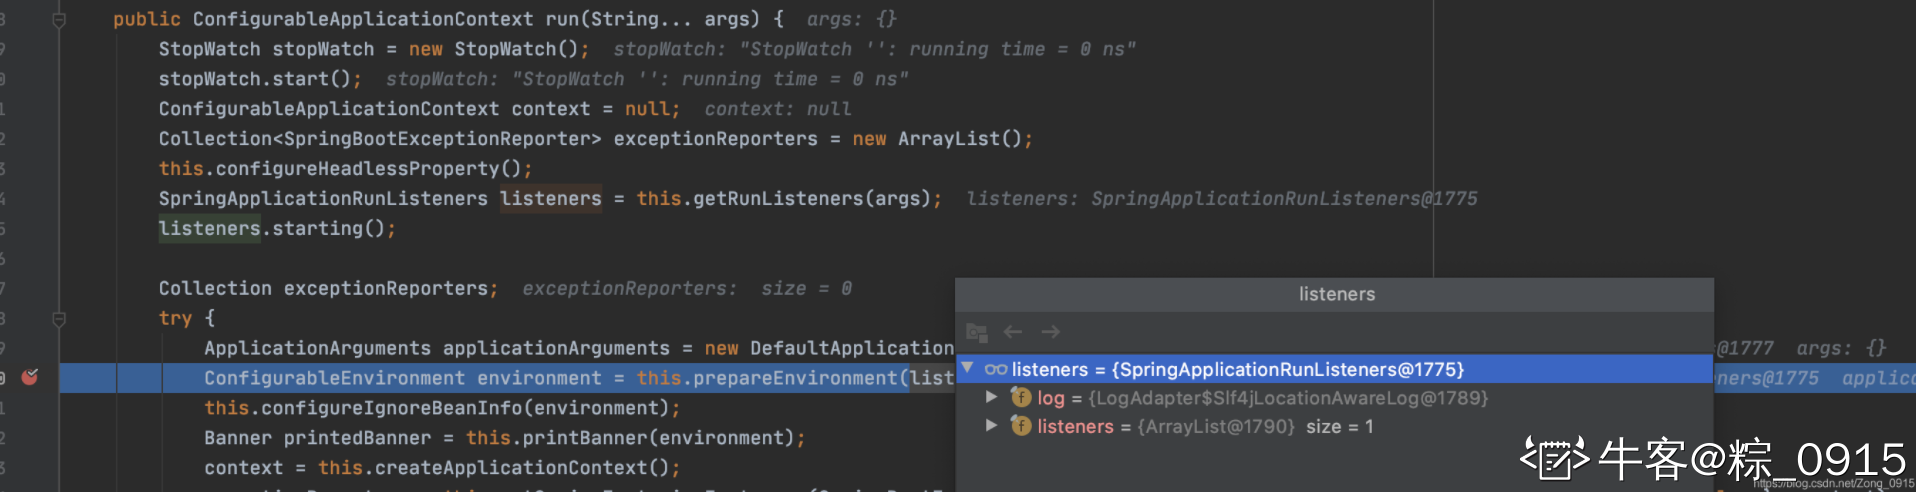 public ConfigurableApplicationContext run(String... args) { args: {}
StopWatch stopWatch = new StopWatch(); stopWatch: "StopWatch '': running time = 0 ns"
stopWatch.start(); stopWatch: "StopWatch '': running time = 0 ns"
ConfigurableApplicationContext context = null; context: null
Collection<SpringBootExceptionReporter> exceptionReporters = new ArrayList();
this.configureHeadlessProperty();
SpringApplicationRunListeners listeners = this.getRunListeners(args); listeners: SpringApplicationRunListeners@1775
listeners.starting();
Collection exceptionReporters; exceptionReporters: size = 0
try {
ApplicationArguments applicationArguments = new DefaultApplication s@1777 args: {}
ConfigurableEnvironment environment = this.prepareEnvironment(list ners@1775 applica
this.configureIgnoreBeanInfo(environment);
Banner printedBanner = this.printBanner(environment);
context = this.createApplicationContext();
listeners
listeners = {SpringApplicationRunListeners@1775}
log = {LogAdapter$Slf4jLocationAwareLog@1789}
listeners = {ArrayList@1790} size = 1
牛客@粽_0915
https://blog.csdn.net/Zong_0915